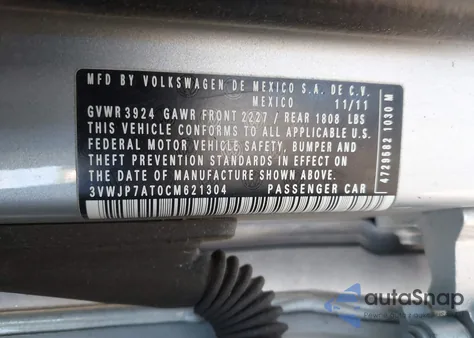 MFD BY VOLKSWAGEN DE MEXICO S.A. DE C.V.
MEXICO 11/11
GVWR 3924 GAWR FRONT 2227 / REAR 1808 LBS
THIS VEHICLE CONFORMS TO ALL APPLICABLE U.S.
FEDERAL MOTOR VEHICLE SAFETY, BUMPER AND
THEFT PREVENTION STANDARDS IN EFFECT ON
THE DATE OF MANUFACTURE SHOWN ABOVE.
3VWJP7AT0CM621304 PASSENGER CAR
4729682 1030 M
autoSnap